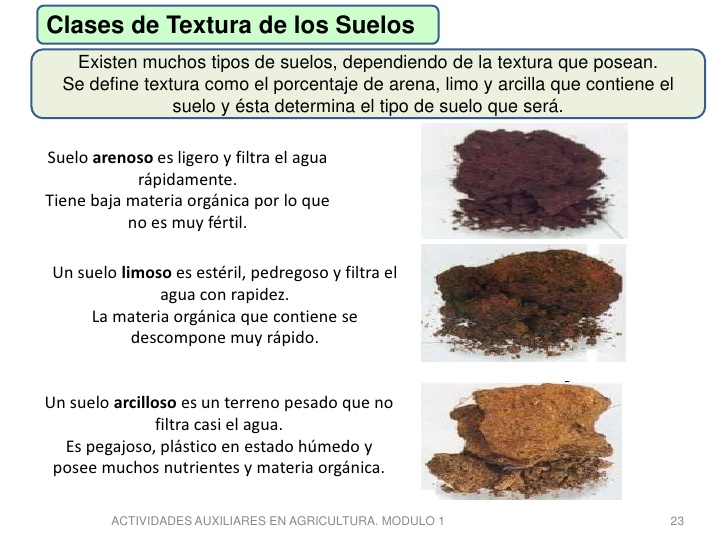 Clases de Textura de los Suelos
Existen muchos tipos de suelos, dependiendo de la textura que posean.
Se define textura como el porcentaje de arena, limo y arcilla que contiene el
suelo y ésta determina el tipo de suelo que será.
Suelo arenoso es ligero y filtra el agua
rápidamente.
Tiene baja materia orgánica por lo que
no es muy fértil.
Un suelo limoso es estéril, pedregoso y filtra el
agua con rapidez.
La materia orgánica que contiene se
descompone muy rápido.
Un suelo arcilloso es un terreno pesado que no
filtra casi el agua.
Es pegajoso, plástico en estado húmedo y
posee muchos nutrientes y materia orgánica.
ACTIVIDADES AUXILIARES EN AGRICULTURA. MODULO 1
23